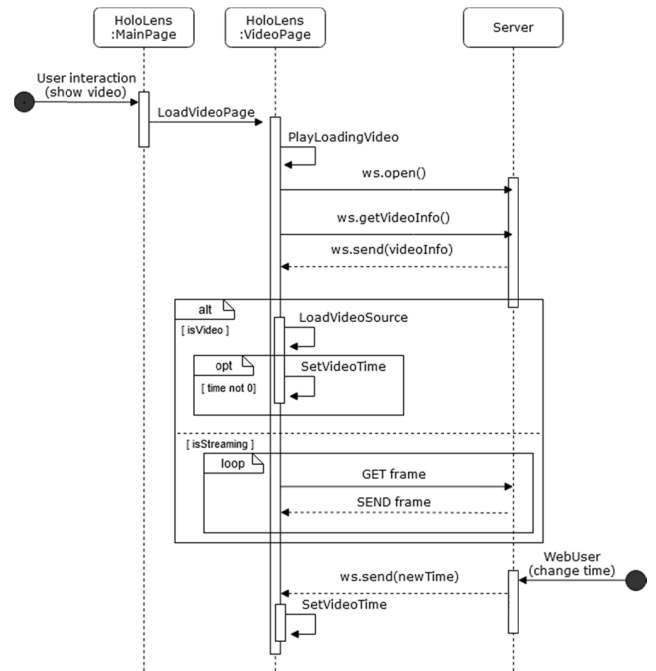 HoloLens
:MainPage
HoloLens
:VideoPage
Server
User interaction
(show video)
LoadVideoPage
PlayLoadingVideo
ws.open()
ws.getVideoInfo()
ws.send(videoInfo)
alt
[ isVideo ]
LoadVideoSource
opt
[ time not 0]
SetVideoTime
[ isStreaming ]
loop
GET frame
SEND frame
WebUser
(change time)
ws.send(newTime)
SetVideoTime